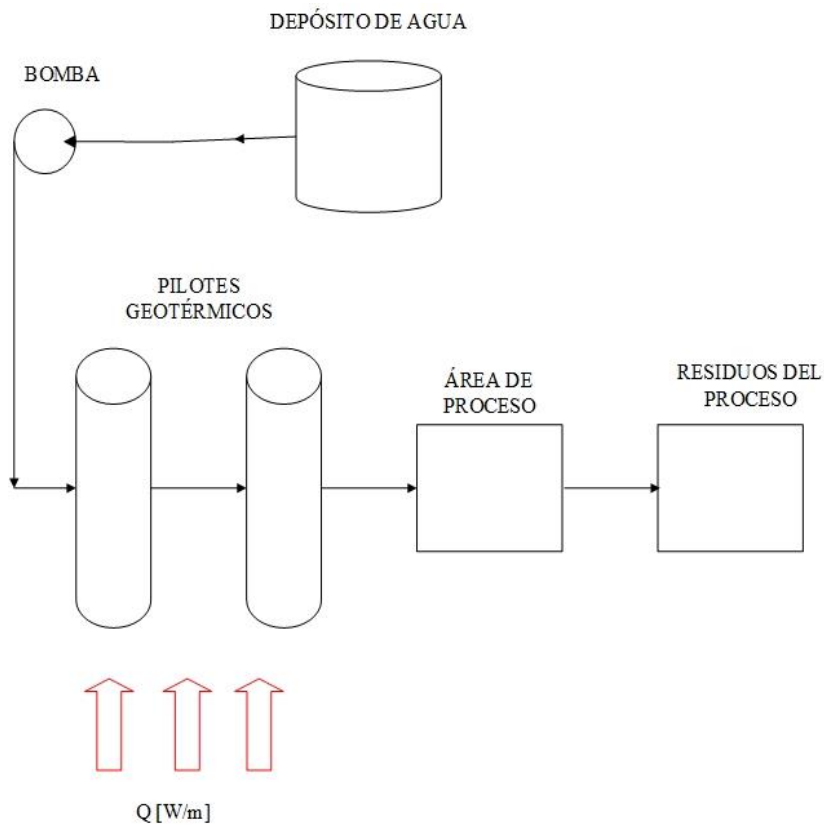 DEPÓSITO DE AGUA
BOMBA
PILOTES
GEOTÉRMICOS
ÁREA DE
PROCESO
RESIDUOS DEL
PROCESO
Q [W/m]